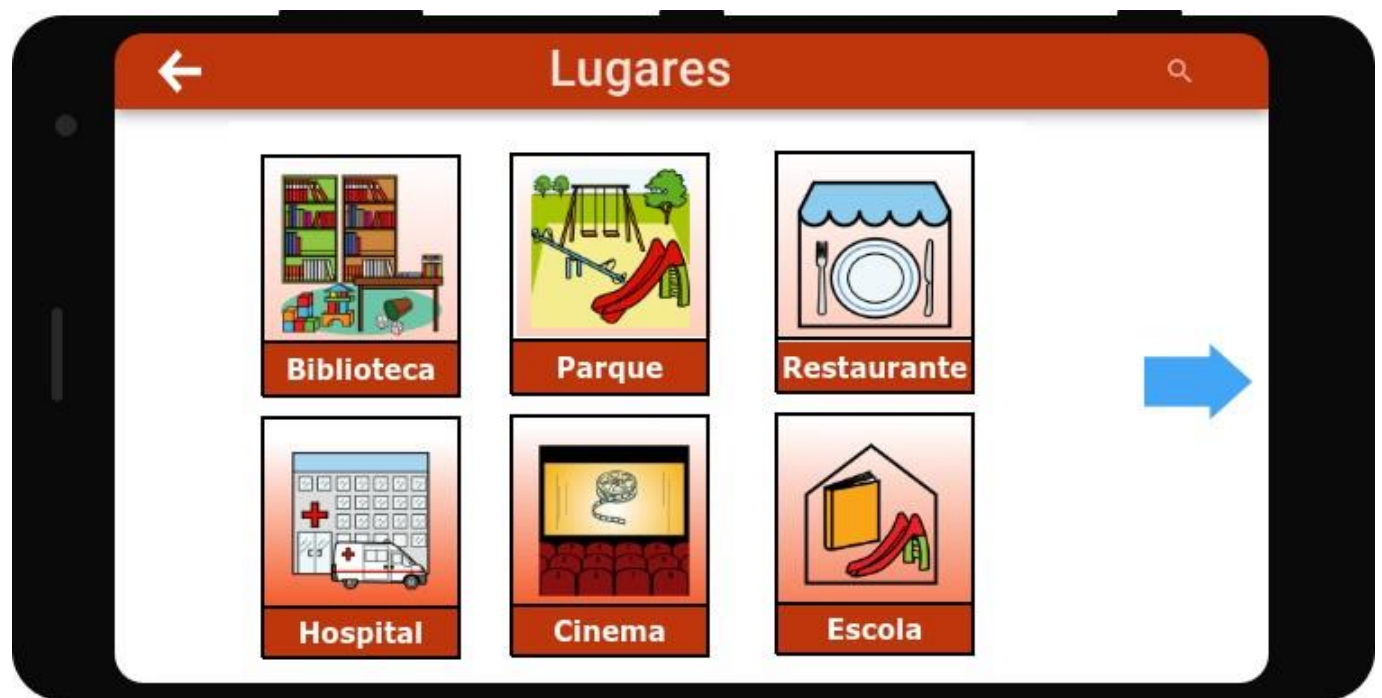 Lugares
Biblioteca
Parque
Restaurante
Hospital
Cinema
Escola